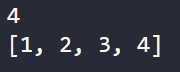 4
[1, 2, 3, 4]